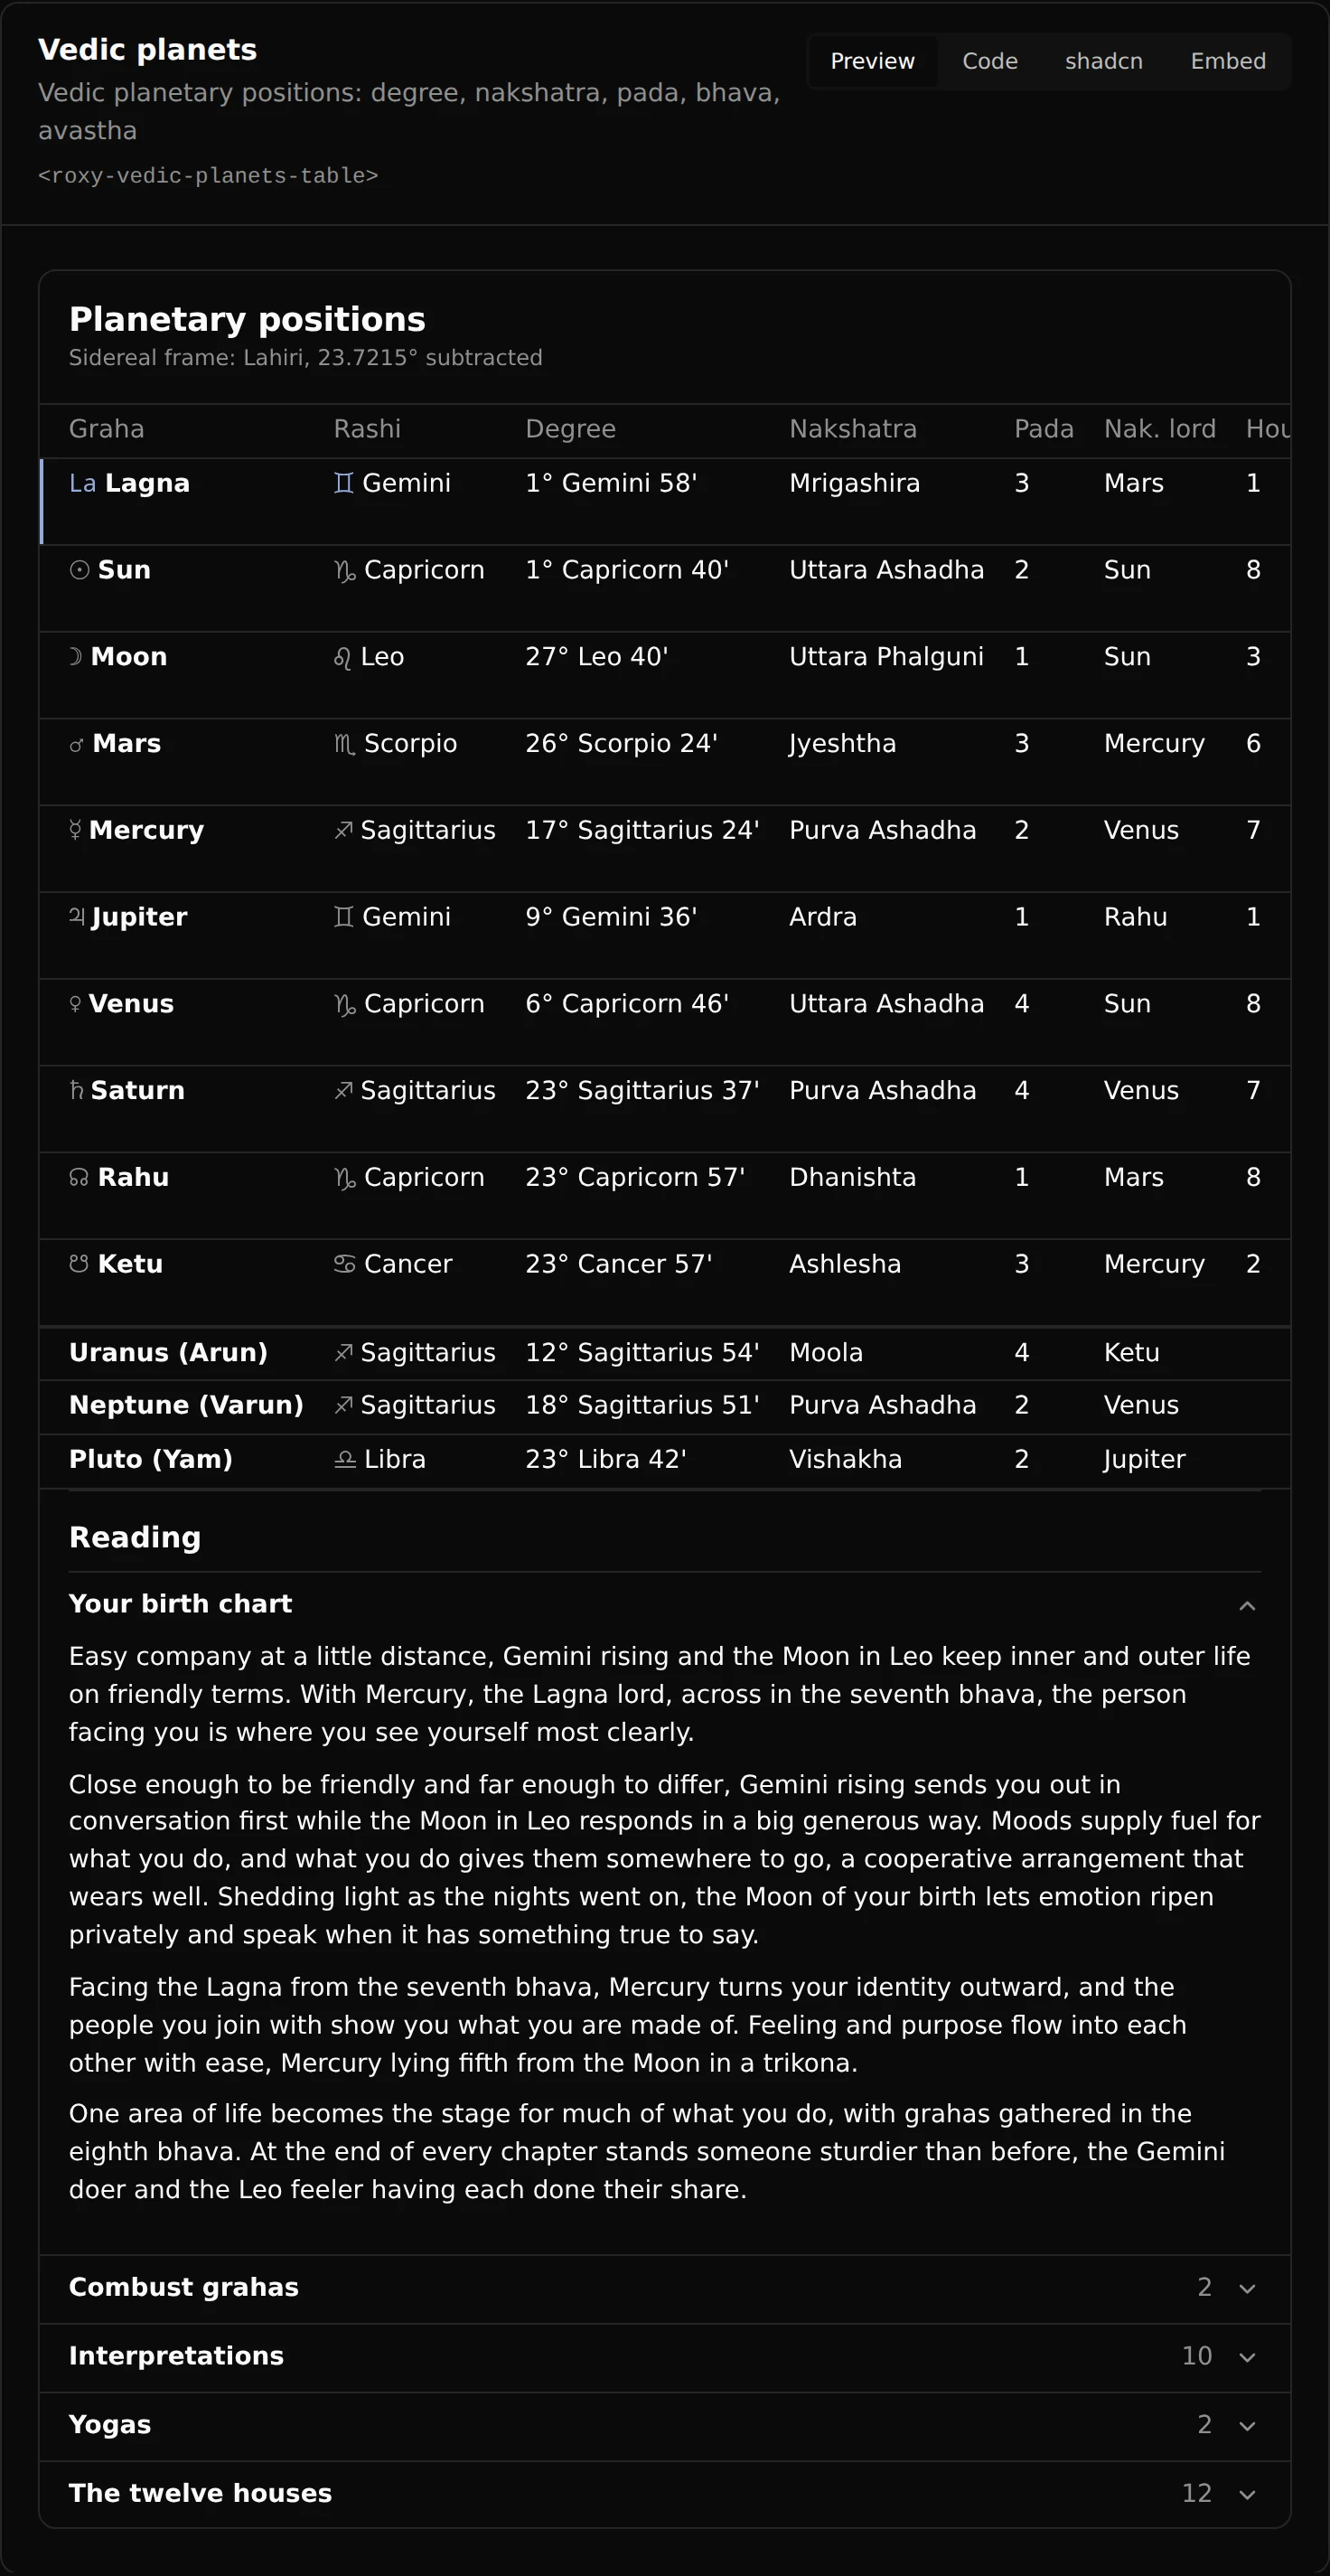 Vedic planets
Preview Code shadcn Embed
Vedic planetary positions: degree, nakshatra, pada, bhava,
avastha
<roxy-vedic-planets-table>
Planetary positions
Sidereal frame: Lahiri, 23.7215° subtracted
Graha Rashi Degree Nakshatra Pada Nak. lord Hou
La Lagna ♊ Gemini 1° Gemini 58' Mrigashira 3 Mars 1
☉ Sun ♑ Capricorn 1° Capricorn 40' Uttara Ashadha 2 Sun 8
☽ Moon ♌ Leo 27° Leo 40' Uttara Phalguni 1 Sun 3
♂ Mars ♏ Scorpio 26° Scorpio 24' Jyeshtha 3 Mercury 6
☿ Mercury ♐ Sagittarius 17° Sagittarius 24' Purva Ashadha 2 Venus 7
♃ Jupiter ♊ Gemini 9° Gemini 36' Ardra 1 Rahu 1
♀ Venus ♑ Capricorn 6° Capricorn 46' Uttara Ashadha 4 Sun 8
♄ Saturn ♐ Sagittarius 23° Sagittarius 37' Purva Ashadha 4 Venus 7
☊ Rahu ♑ Capricorn 23° Capricorn 57' Dhanishta 1 Mars 8
☋ Ketu ♋ Cancer 23° Cancer 57' Ashlesha 3 Mercury 2
Uranus (Arun) ♐ Sagittarius 12° Sagittarius 54' Moola 4 Ketu
Neptune (Varun) ♐ Sagittarius 18° Sagittarius 51' Purva Ashadha 2 Venus
Pluto (Yam) ♎ Libra 23° Libra 42' Vishakha 2 Jupiter
Reading
Your birth chart
Easy company at a little distance, Gemini rising and the Moon in Leo keep inner and outer life
on friendly terms. With Mercury, the Lagna lord, across in the seventh bhava, the person
facing you is where you see yourself most clearly.
Close enough to be friendly and far enough to differ, Gemini rising sends you out in
conversation first while the Moon in Leo responds in a big generous way. Moods supply fuel for
what you do, and what you do gives them somewhere to go, a cooperative arrangement that
wears well. Shedding light as the nights went on, the Moon of your birth lets emotion ripen
privately and speak when it has something true to say.
Facing the Lagna from the seventh bhava, Mercury turns your identity outward, and the
people you join with show you what you are made of. Feeling and purpose flow into each
other with ease, Mercury lying fifth from the Moon in a trikona.
One area of life becomes the stage for much of what you do, with grahas gathered in the
eighth bhava. At the end of every chapter stands someone sturdier than before, the Gemini
doer and the Leo feeler having each done their share.
Combust grahas 2
Interpretations 10
Yogas 2
The twelve houses 12